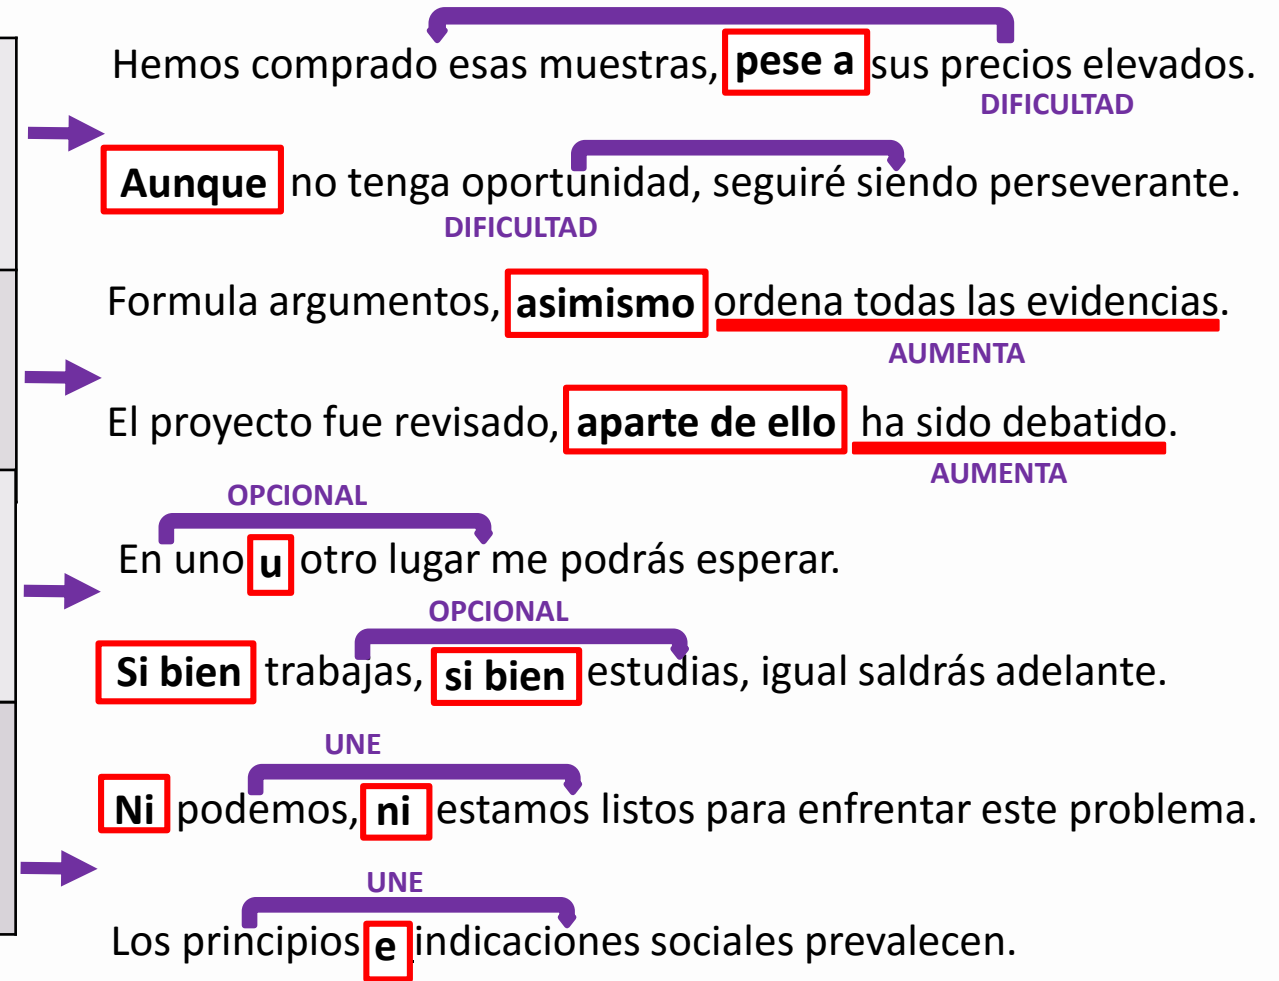 Hemos comprado esas muestras, pese a sus precios elevados.
DIFICULTAD
Aunque no tenga oportunidad, seguiré siendo perseverante.
DIFICULTAD
Formula argumentos, asimismo ordena todas las evidencias.
AUMENTA
El proyecto fue revisado, aparte de ello ha sido debatido.
AUMENTA
OPCIONAL
En uno u otro lugar me podrás esperar.
OPCIONAL
Si bien trabajas, si bien estudias, igual saldrás adelante.
UNE
Ni podemos, ni estamos listos para enfrentar este problema.
UNE
Los principios e indicaciones sociales prevalecen.